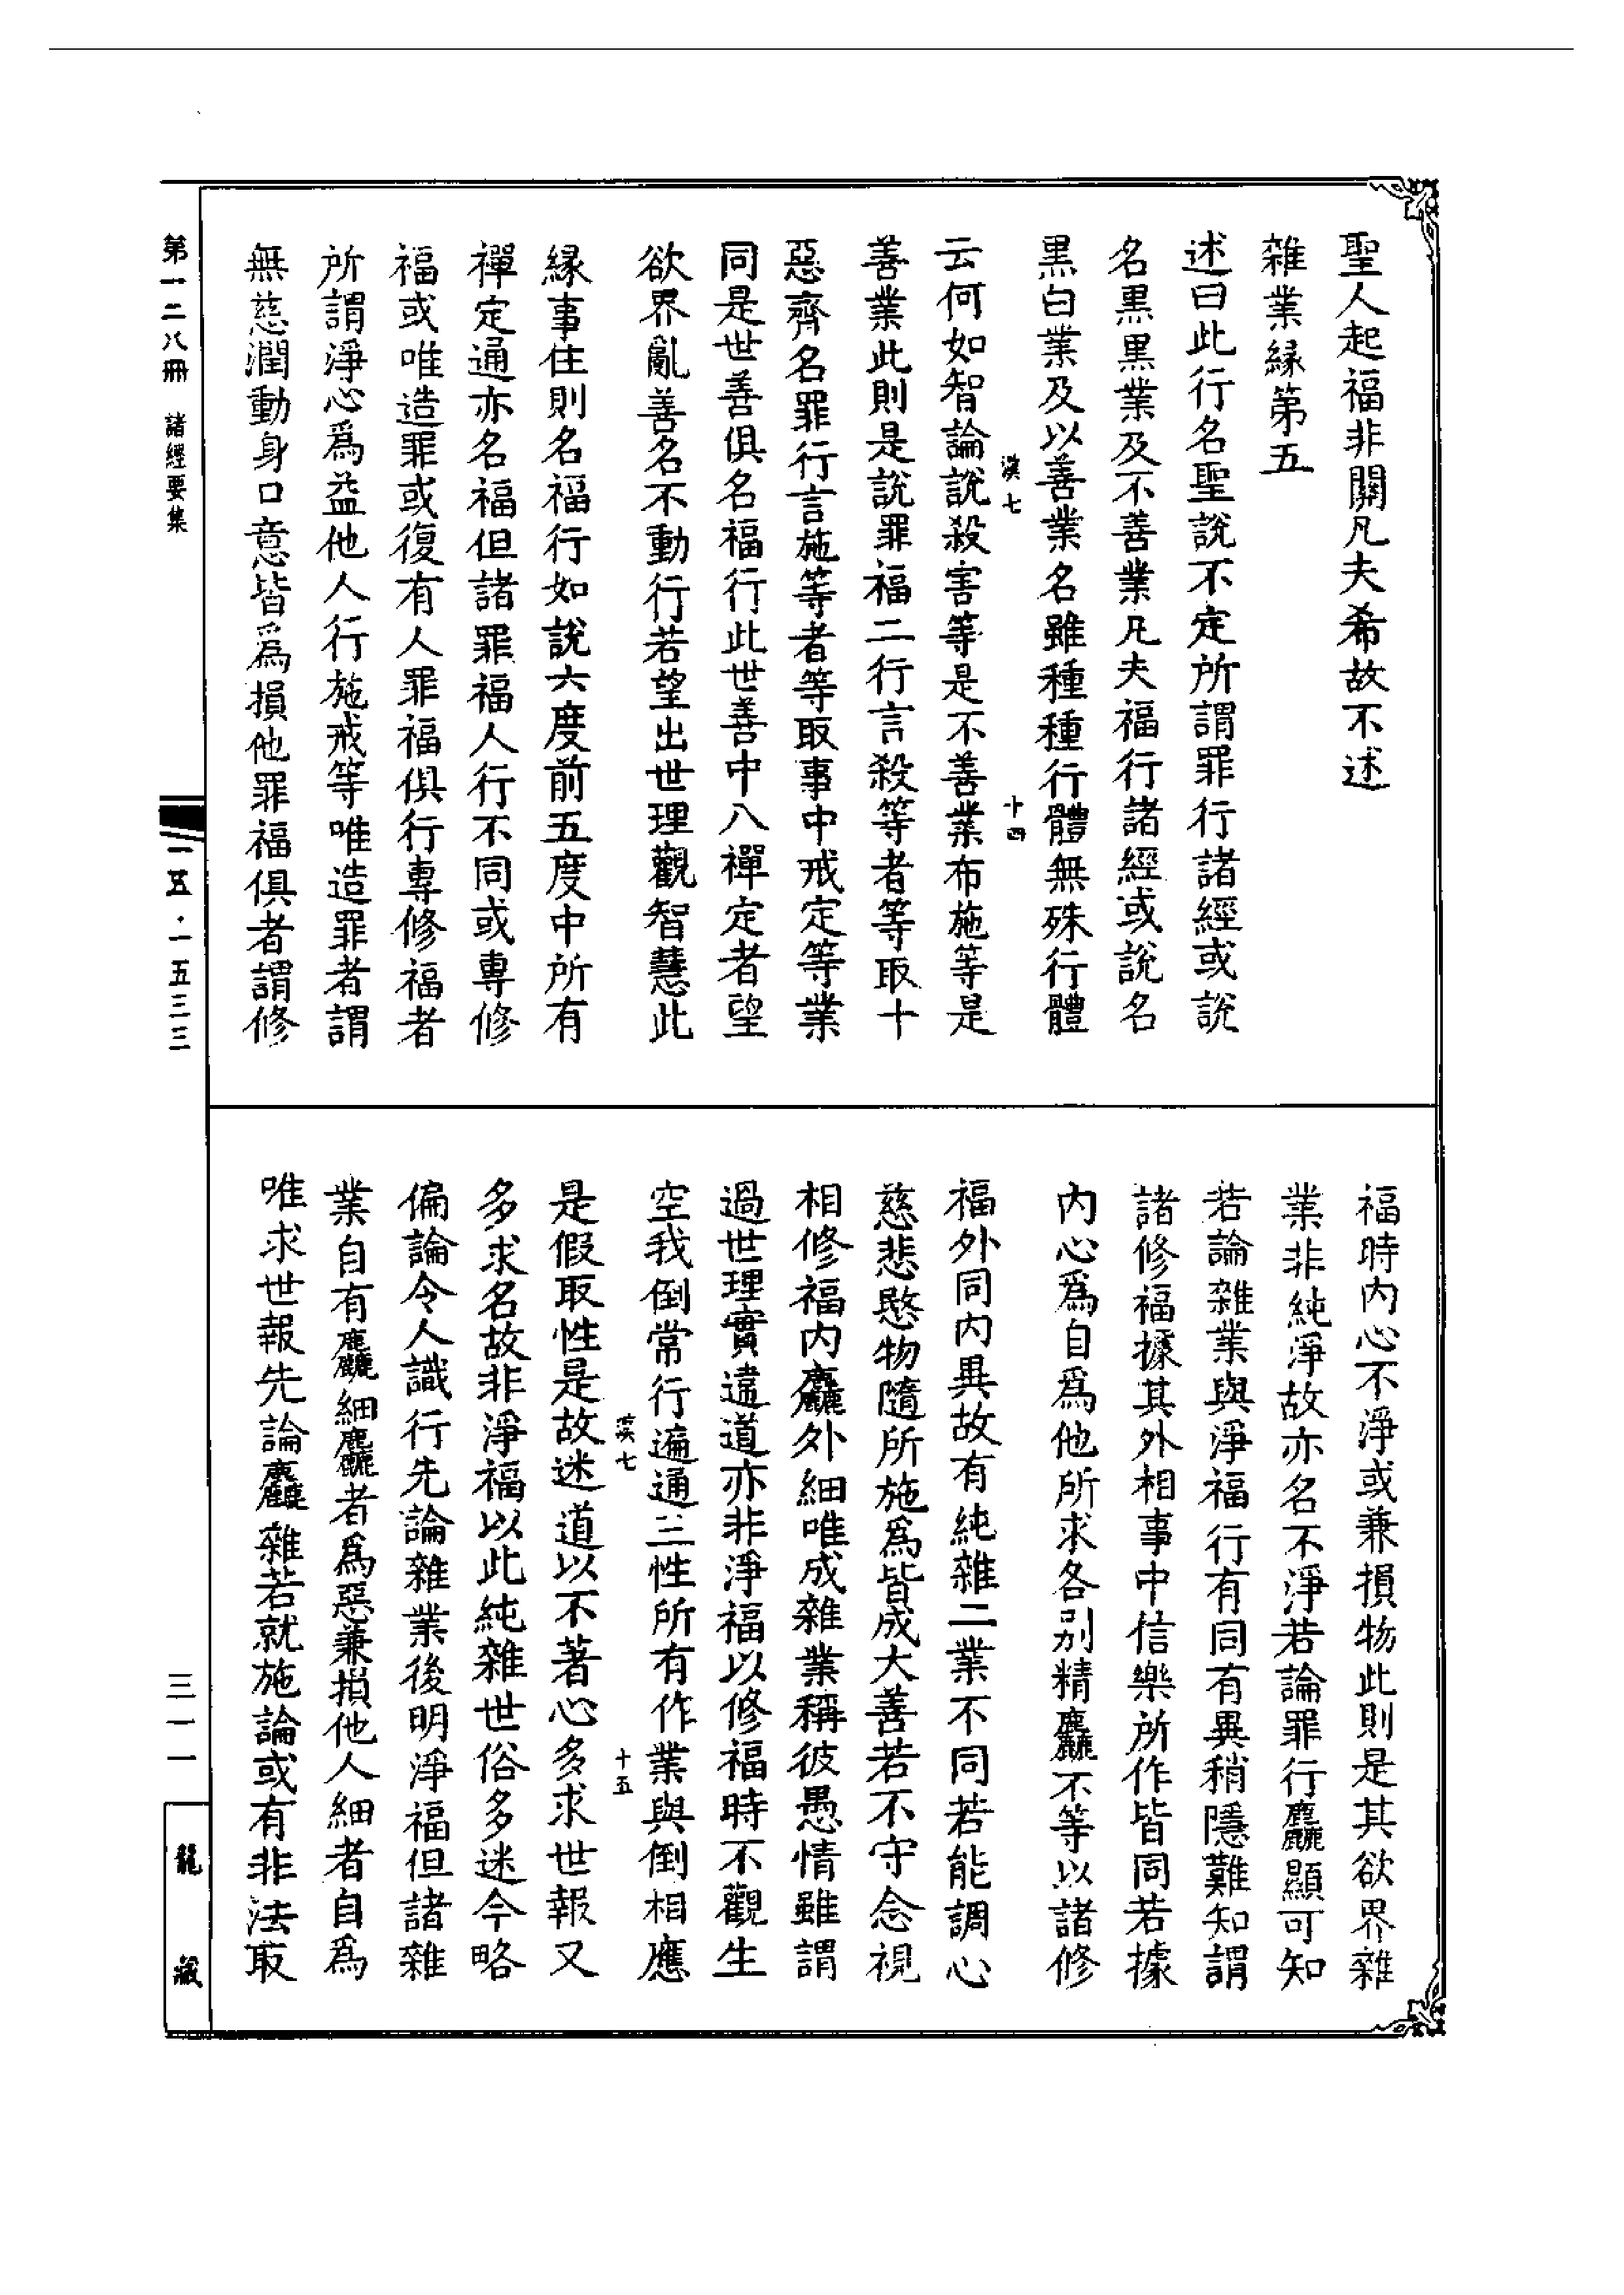 聖人起福非關凡夫希故不述
雜業緣第五
述曰此行名聖說不定所謂罪行諸經或說
名黑黑業及不善業凡夫福行諸經或說名
黑白業及以善業名雖種種行體無殊行體
漢七
十四
云何如智論說殺害等是不善業布施等是
善業此則是說罪福二行言殺等者等取十
惡齊名罪行言施等者等取事中戒定等業
同是世善俱名福行此世善中八禪定者望
欲界亂善名不動行若望出世理觀智慧此
緣事住則名福行如說六度前五度中所有
禪定通亦名福但諸罪福人行不同或專修
福或唯造罪或復有人罪福俱行專修福者
所謂淨心為益他人行施戒等唯造罪者謂
無慈潤動身口意皆為損他罪福俱者謂修
福時內心不淨或兼損物此則是其欲界雜
業非純淨故亦名不淨若論罪行麤顯可知
若論雜業與淨福行有同有異稍隱難知謂
諸修福據其外相事中信樂所作皆同若據
內心為自為他所求各別精麤不等以諸修
福外同內異故有純雜二業不同若能調心
慈悲愍物隨所施為皆成大善若不守念視
相修福內麤外細唯成雜業稱彼愚情雖謂
過世理實違道亦非淨福以修福時不觀生
空我倒常行遍通三性所有作業與倒相應
漢七
十五
是假取性是故迷道以不著心多求世報又
多求名故非淨福以此純雜世俗多迷今略
偏論令人識行先論雜業後明淨福但諸雜
業自有麤細麤者為惡兼損他人細者自為
唯求世報先論麤雜若就施論或有非法取
第一二八冊 諸經要集
一五·一五三三
三一一
龍藏